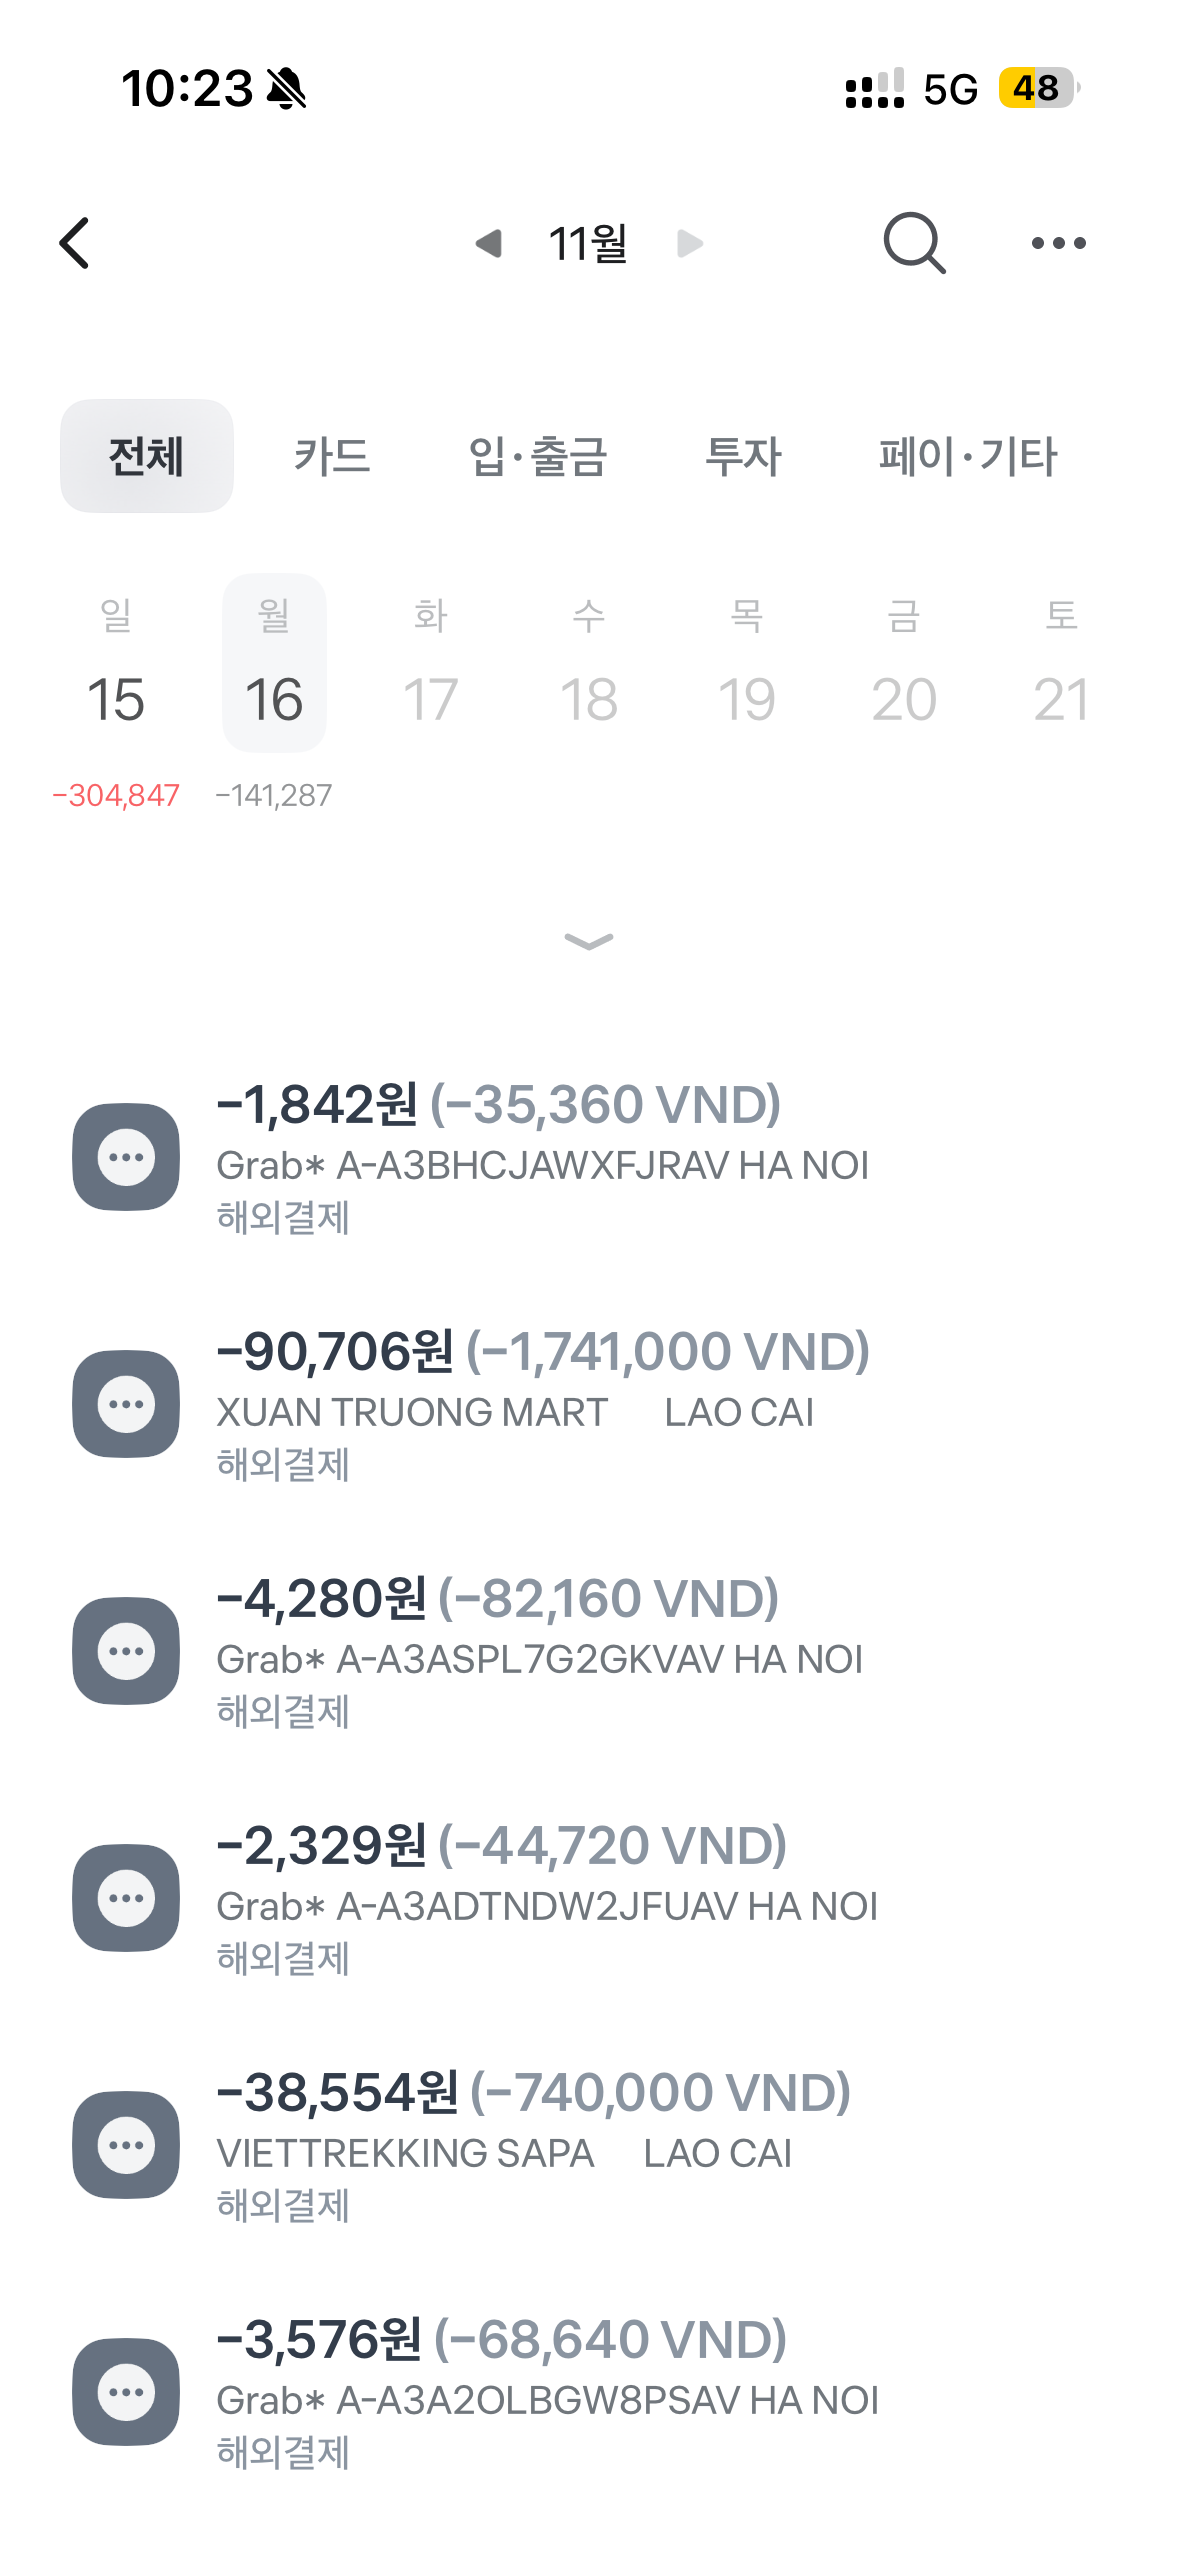 10:23
5G 48
11월
전체 카드 입·출금 투자 페이·기타
일 월 화 수 목 금 토
15 16 17 18 19 20 21
-304,847 -141,287
-1,842원 (-35,360 VND)
Grab* A-A3BHCJAWXFJRAV HA NOI
해외결제
-90,706원 (-1,741,000 VND)
XUAN TRUONG MART LAO CAI
해외결제
-4,280원 (-82,160 VND)
Grab* A-A3ASPL7G2GKVAV HA NOI
해외결제
-2,329원 (-44,720 VND)
Grab* A-A3ADTNDW2JFUAV HA NOI
해외결제
-38,554원 (-740,000 VND)
VIETTREKKING SAPA LAO CAI
해외결제
-3,576원 (-68,640 VND)
Grab* A-A3A2OLBGW8PSAV HA NOI
해외결제